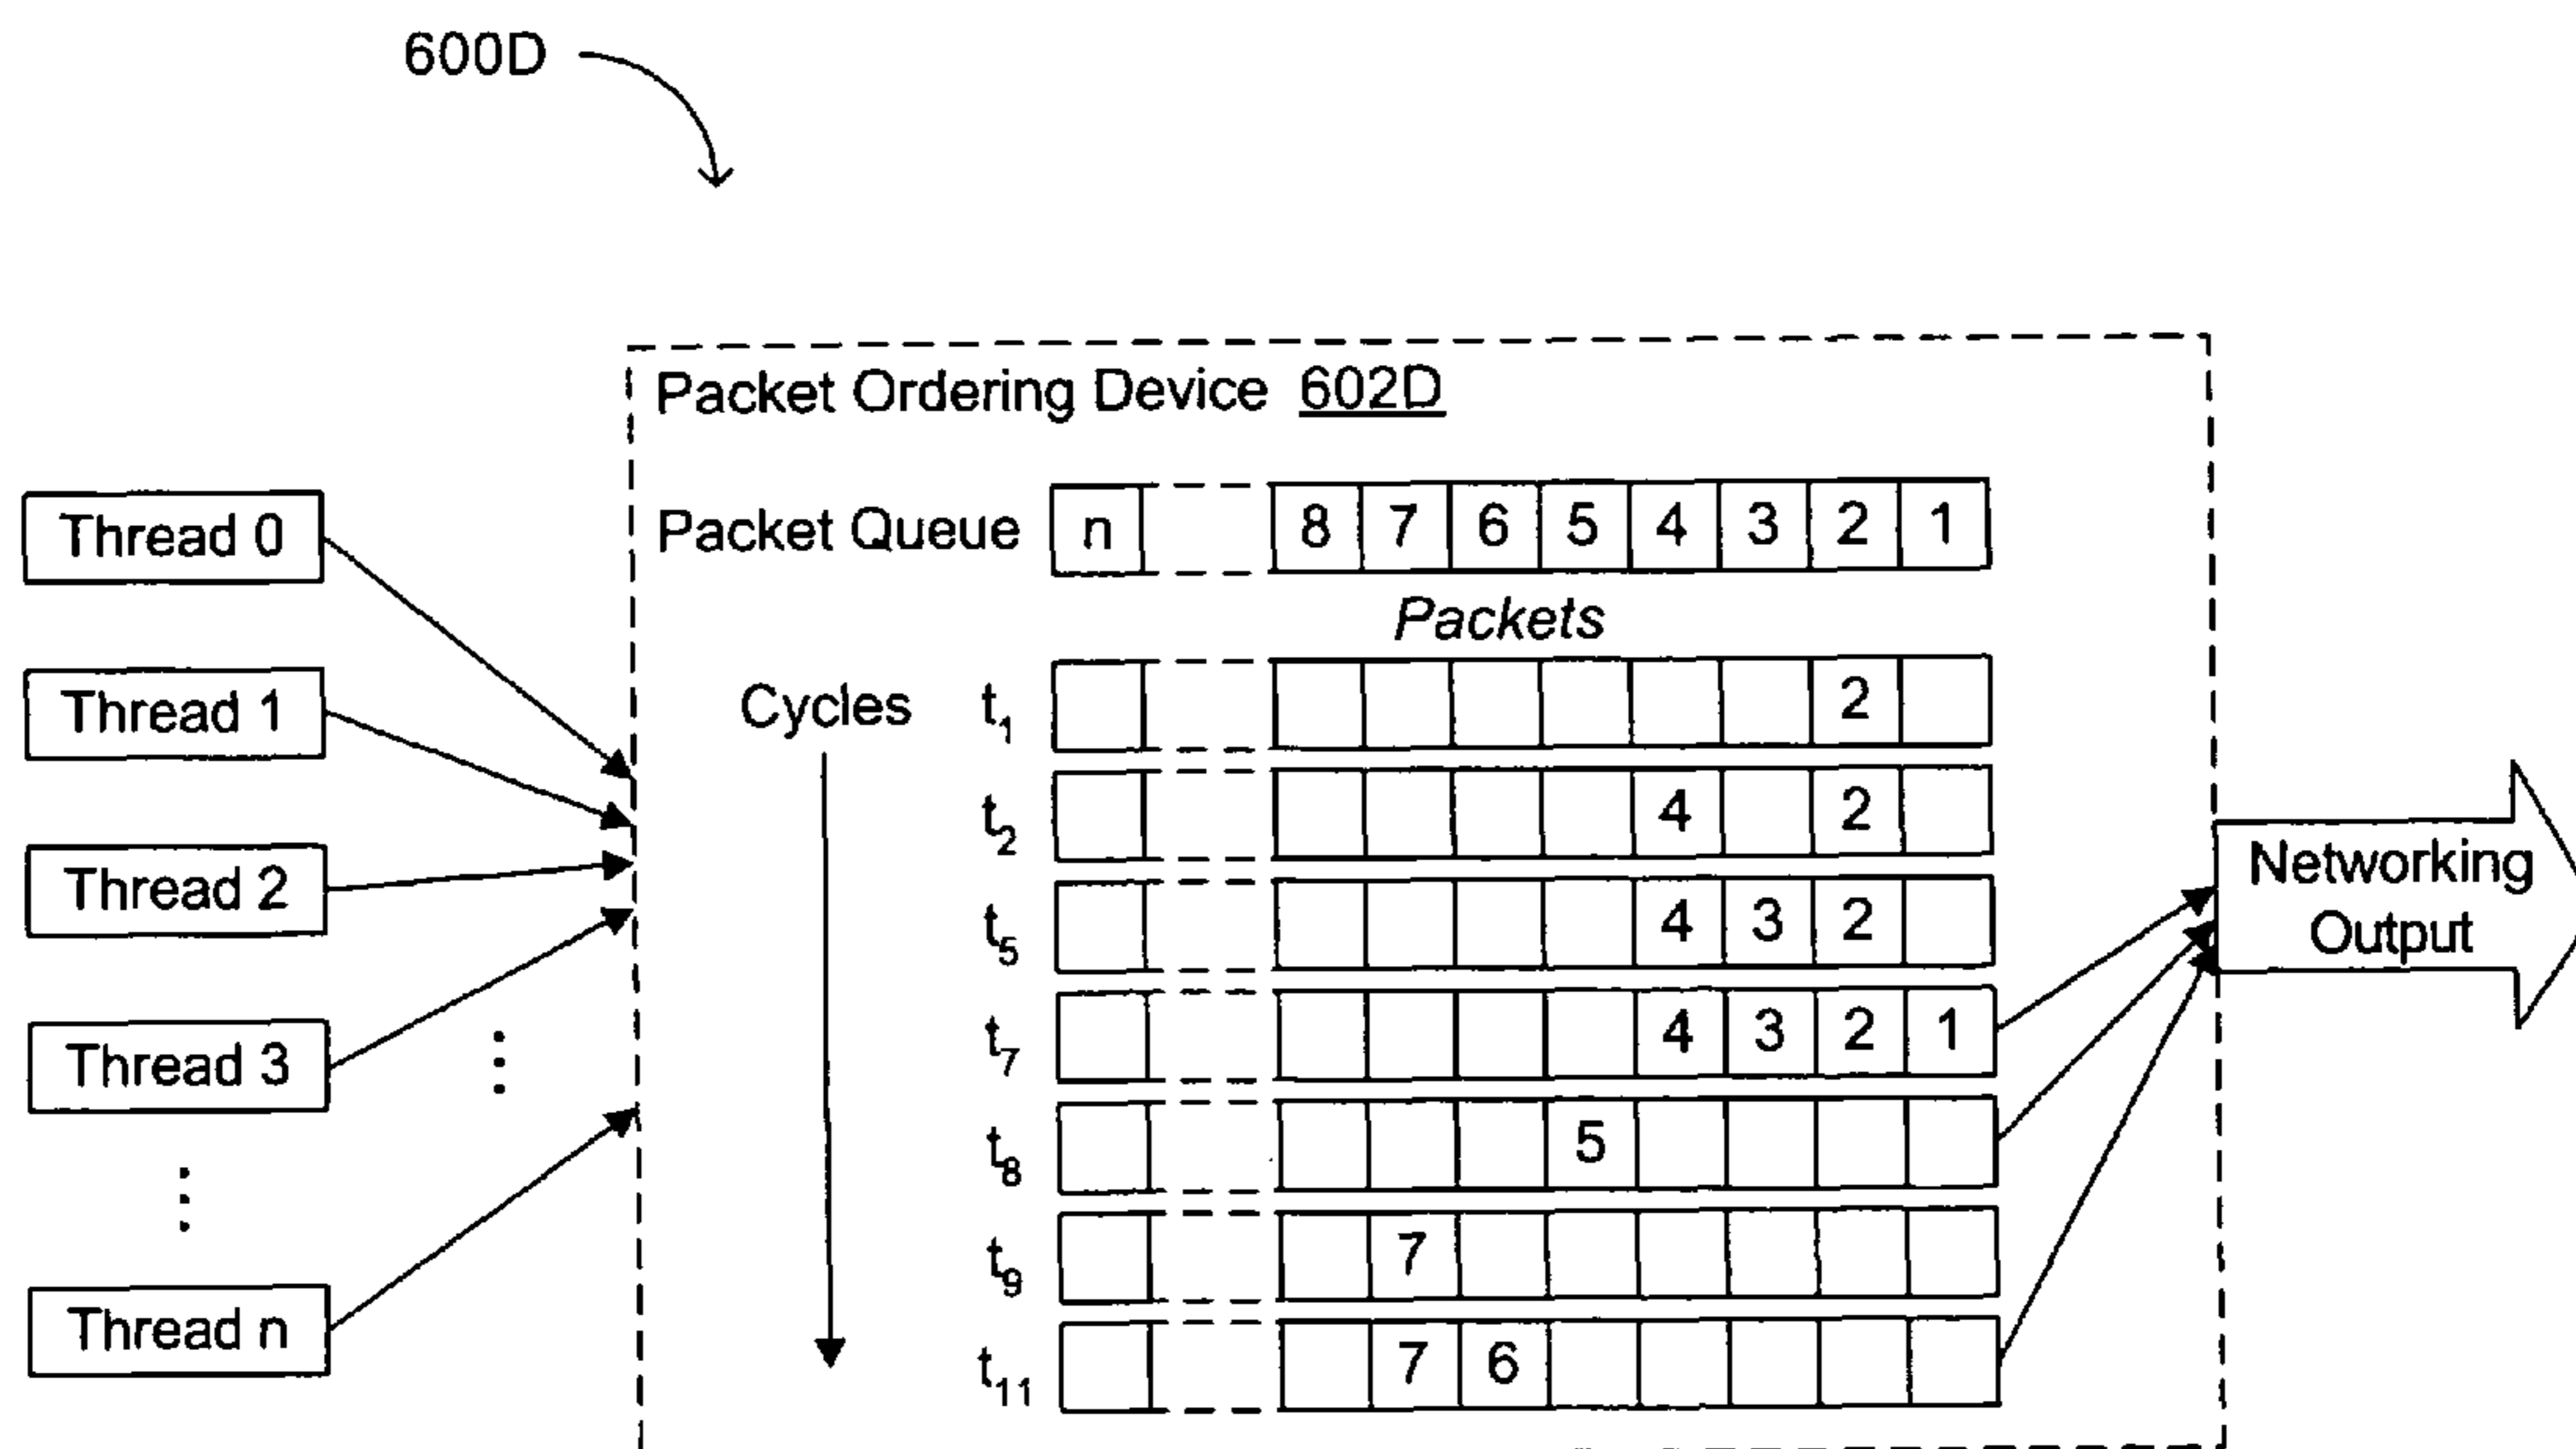 600D
Packet Ordering Device 602D
Packet Queue n 8 7 6 5 4 3 2 1
Packets
Thread 0
Thread 1
Thread 2
Thread 3
Thread n
Cycles
t1 2
t2 4 2
t5 4 3 2
t7 4 3 2 1
t8 5
t9 7
t11 7 6
Networking
Output